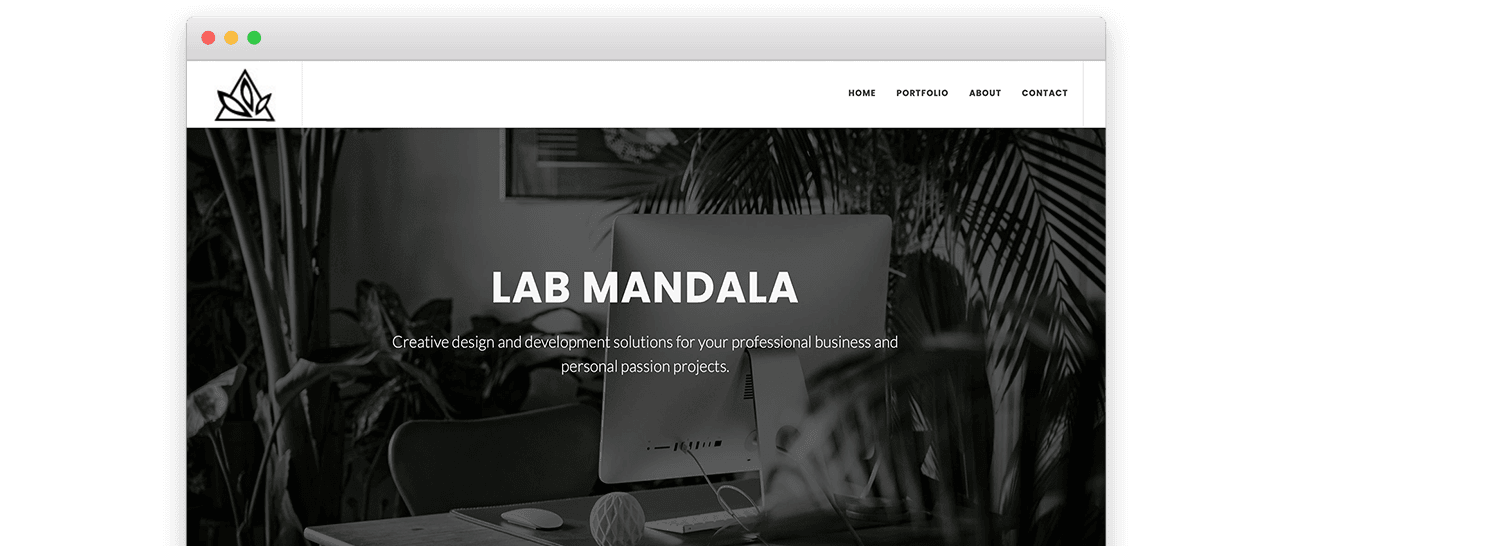 HOME PORTFOLIO ABOUT CONTACT
LAB MANDALA
Creative design and development solutions for your professional business and
personal passion projects.